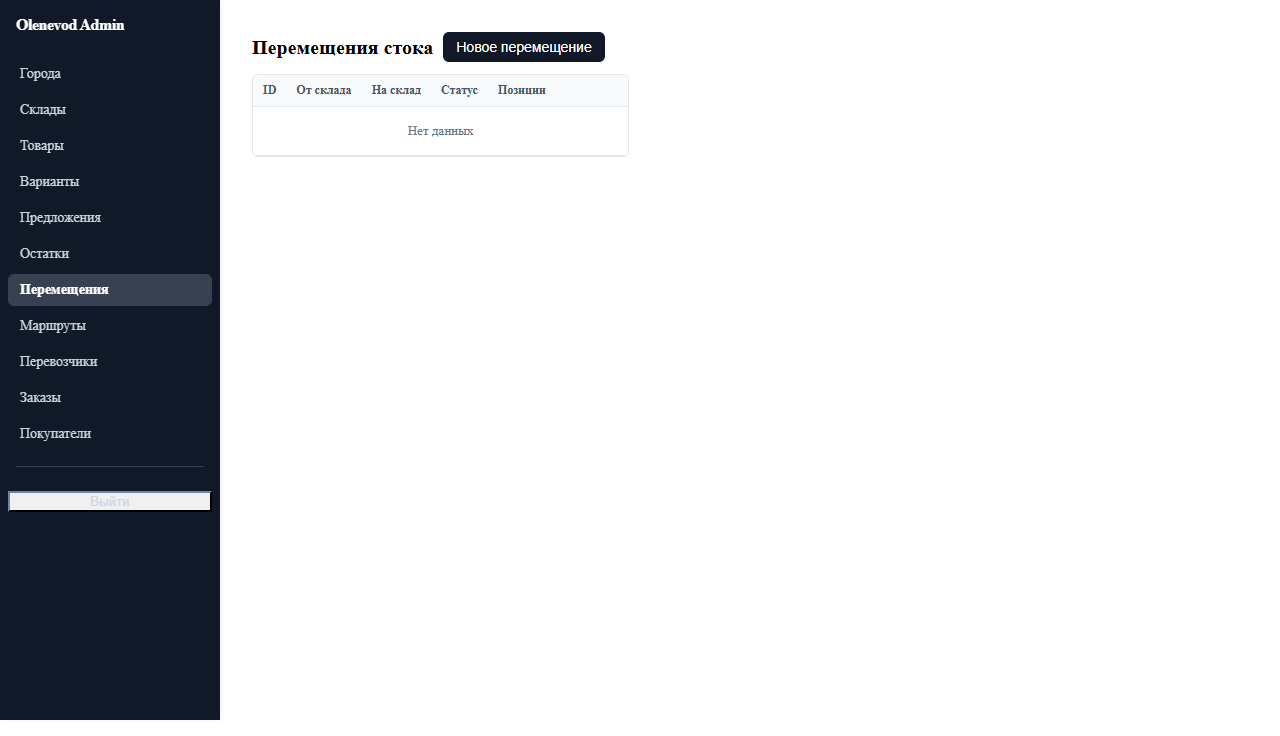 Olenevod Admin
Города
Склады
Товары
Варианты
Предложения
Остатки
Перемещения
Маршруты
Перевозчики
Заказы
Покупатели
Выйти
Перемещения стока Новое перемещение
ID От склада На склад Статус Позиции
Нет данных